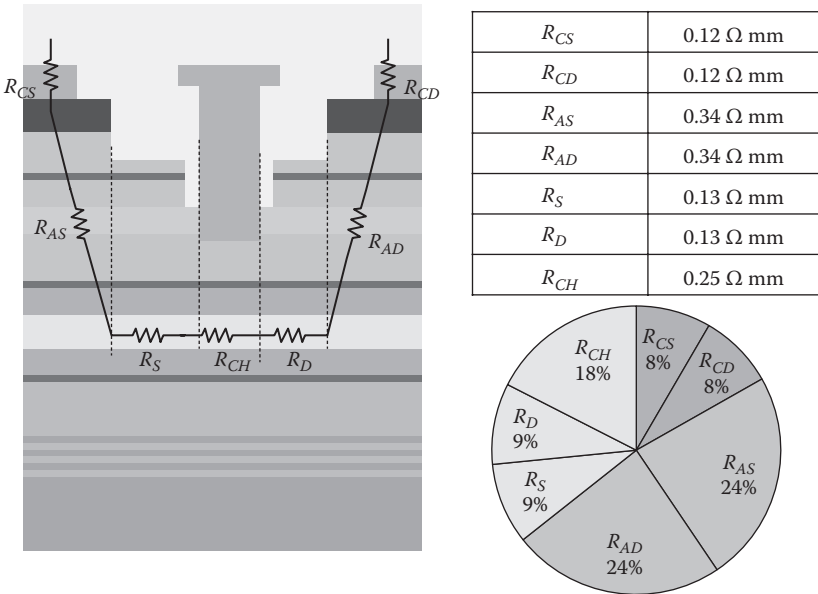 R_CS
R_CD
R_AS
R_AD
R_S R_CH R_D
R_CS 0.12 Ω mm
R_CD 0.12 Ω mm
R_AS 0.34 Ω mm
R_AD 0.34 Ω mm
R_S 0.13 Ω mm
R_D 0.13 Ω mm
R_CH 0.25 Ω mm
R_CH
18%
R_CS
8%
R_CD
8%
R_D
9%
R_AS
24%
R_S
9%
R_AD
24%